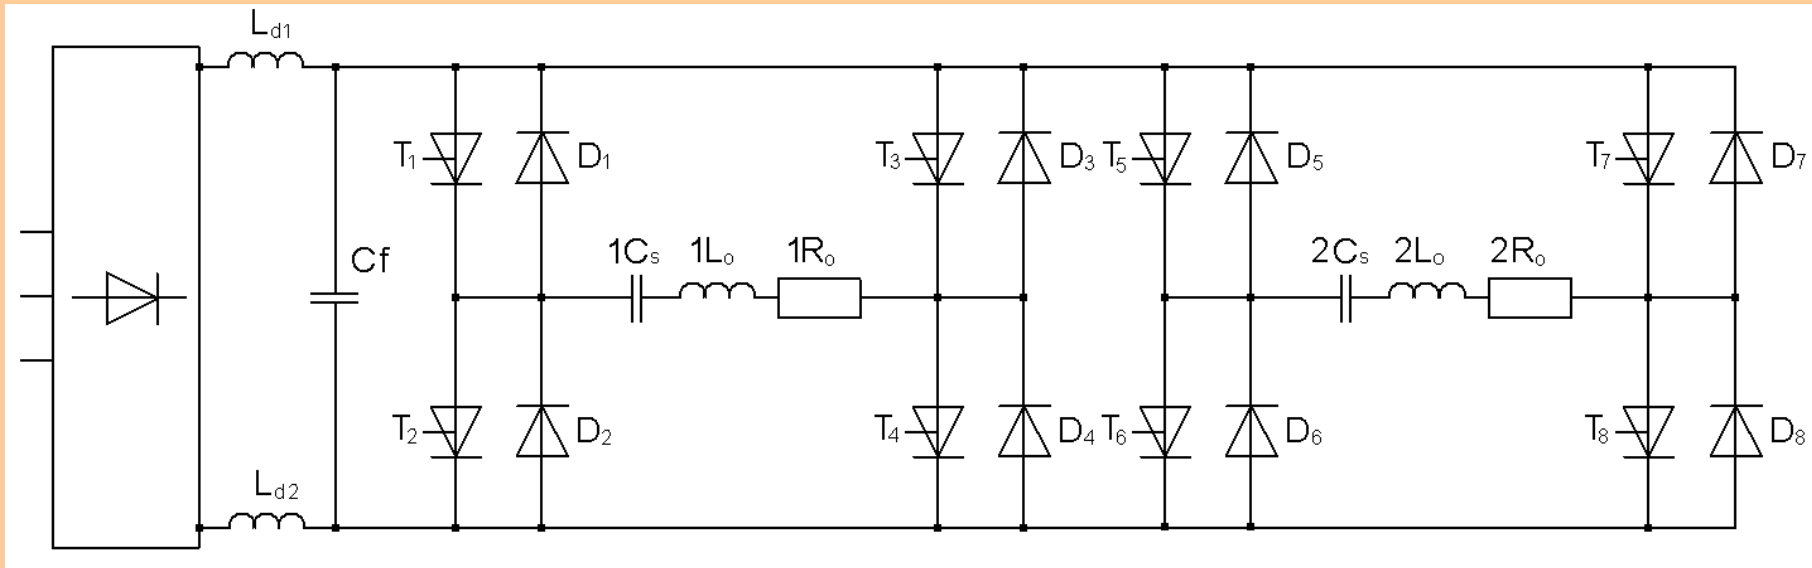 Ld1
T1 D1 T3 D3 T5 D5 T7 D7
Cf 1Cs 1Lo 1Ro 2Cs 2Lo 2Ro
T2 D2 T4 D4 T6 D6 T8 D8
Ld2